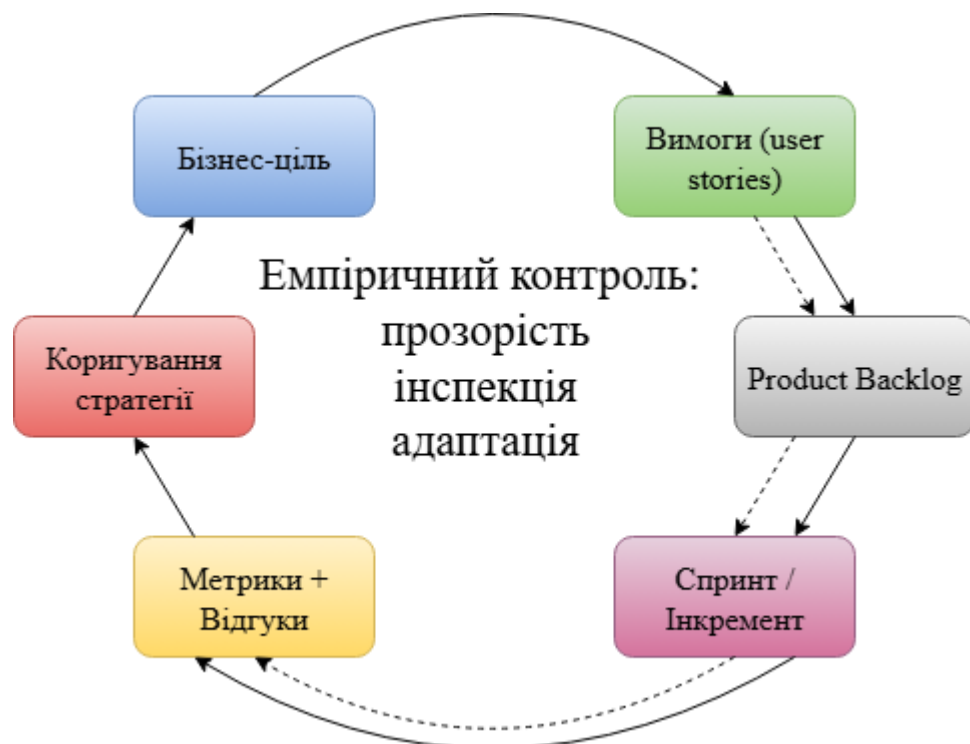 Бізнес-ціль
Вимоги (user
stories)
Емпіричний контроль:
прозорість
інспекція
адаптація
Коригування
стратегії
Product Backlog
Метрики +
Відгуки
Спринт /
Інкремент